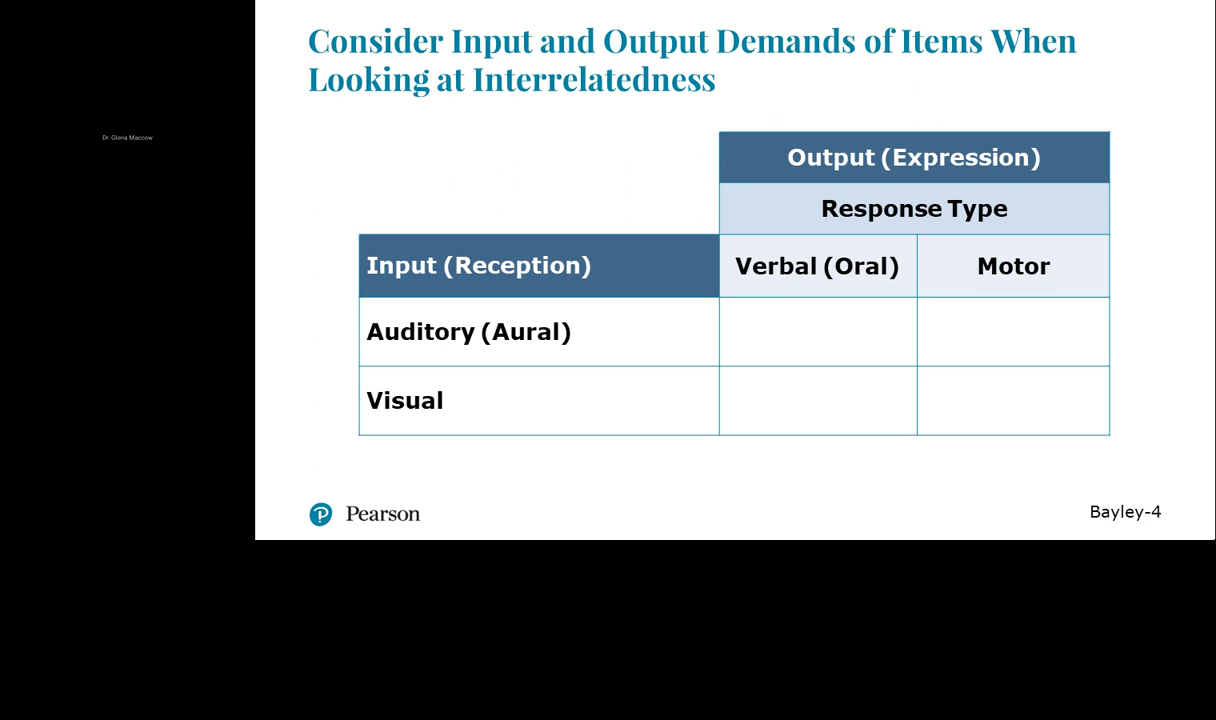 Consider Input and Output Demands of Items When
Looking at Interrelatedness
Dr. Gloria Maccow
Output (Expression)
Response Type
Input (Reception)
Verbal (Oral)
Motor
Auditory (Aural)
Visual
Pearson
Bayley-4